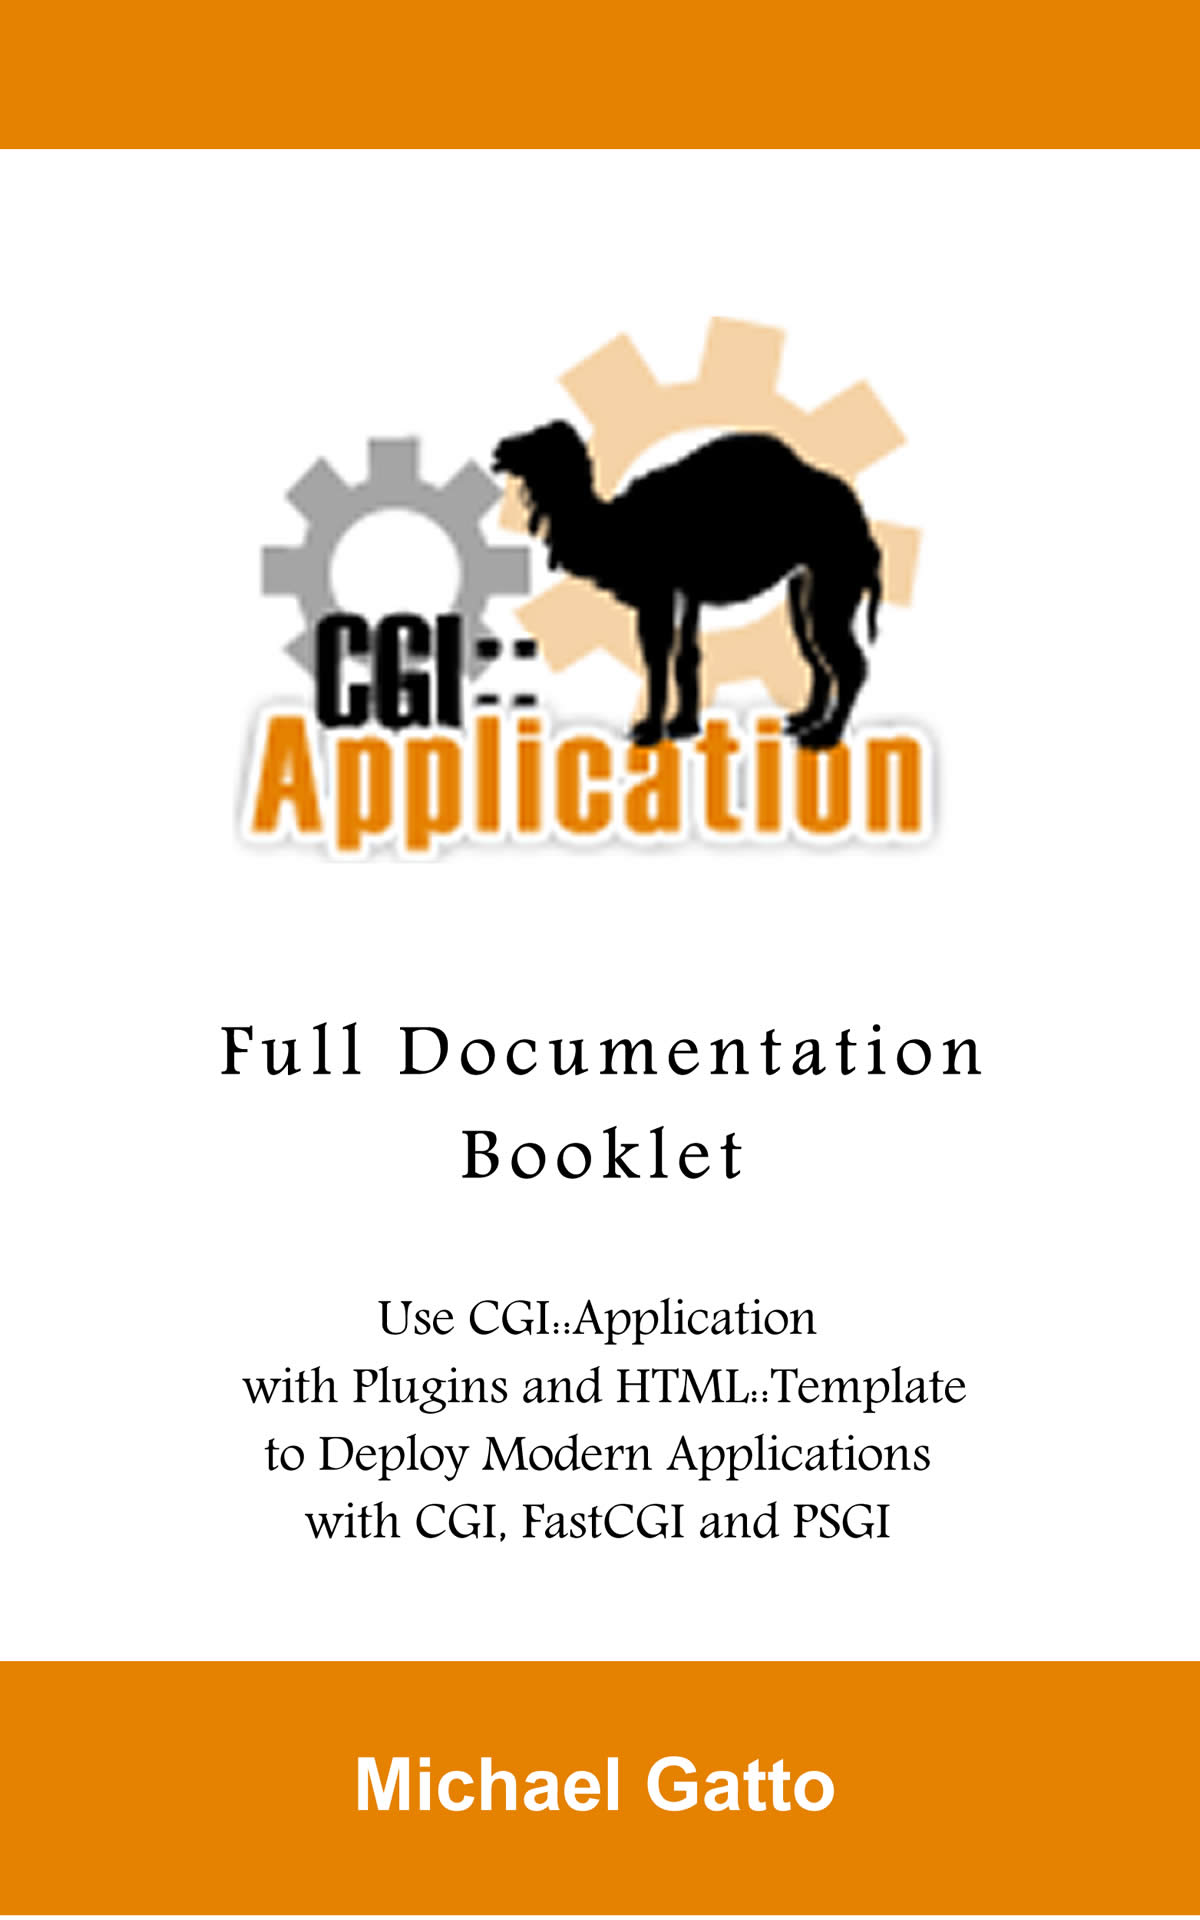 CGI::
Application
Full Documentation
Booklet
Use CGI::Application
with Plugins and HTML::Template
to Deploy Modern Applications
with CGI, FastCGI and PSGI
Michael Gatto